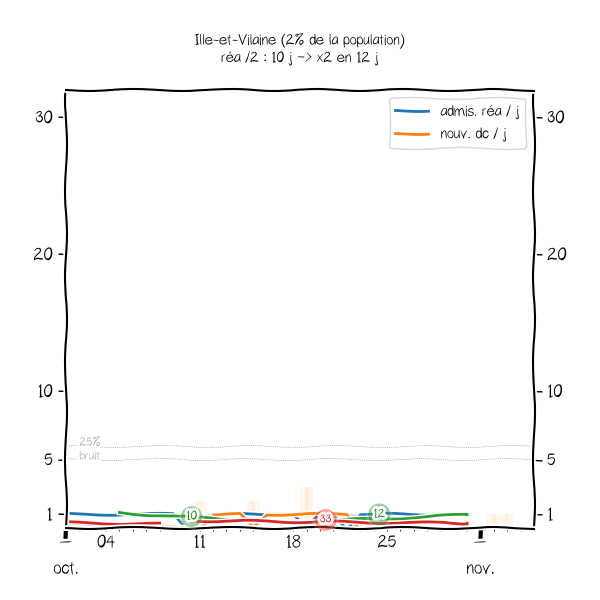 Ille-et-Vilaine (2% de la population)
réa /2 : 10 j -> x2 en 12 j
admis. réa / j
nouv. dc / j
30
30
20
20
10
10
25%
bruit
5
5
1
1
10
33
12
04
11
18
25
oct.
nov.